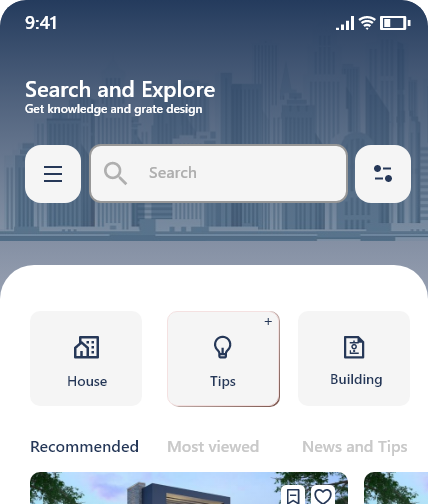 9:41
Search and Explore
Get knowledge and grate design
Search
+
House
Tips
Building
Recommended
Most viewed
News and Tips